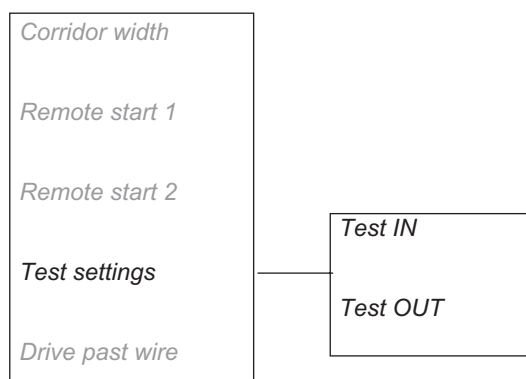 Corridor width
Remote start 1
Remote start 2
Test settings
Drive past wire
Test IN
Test OUT